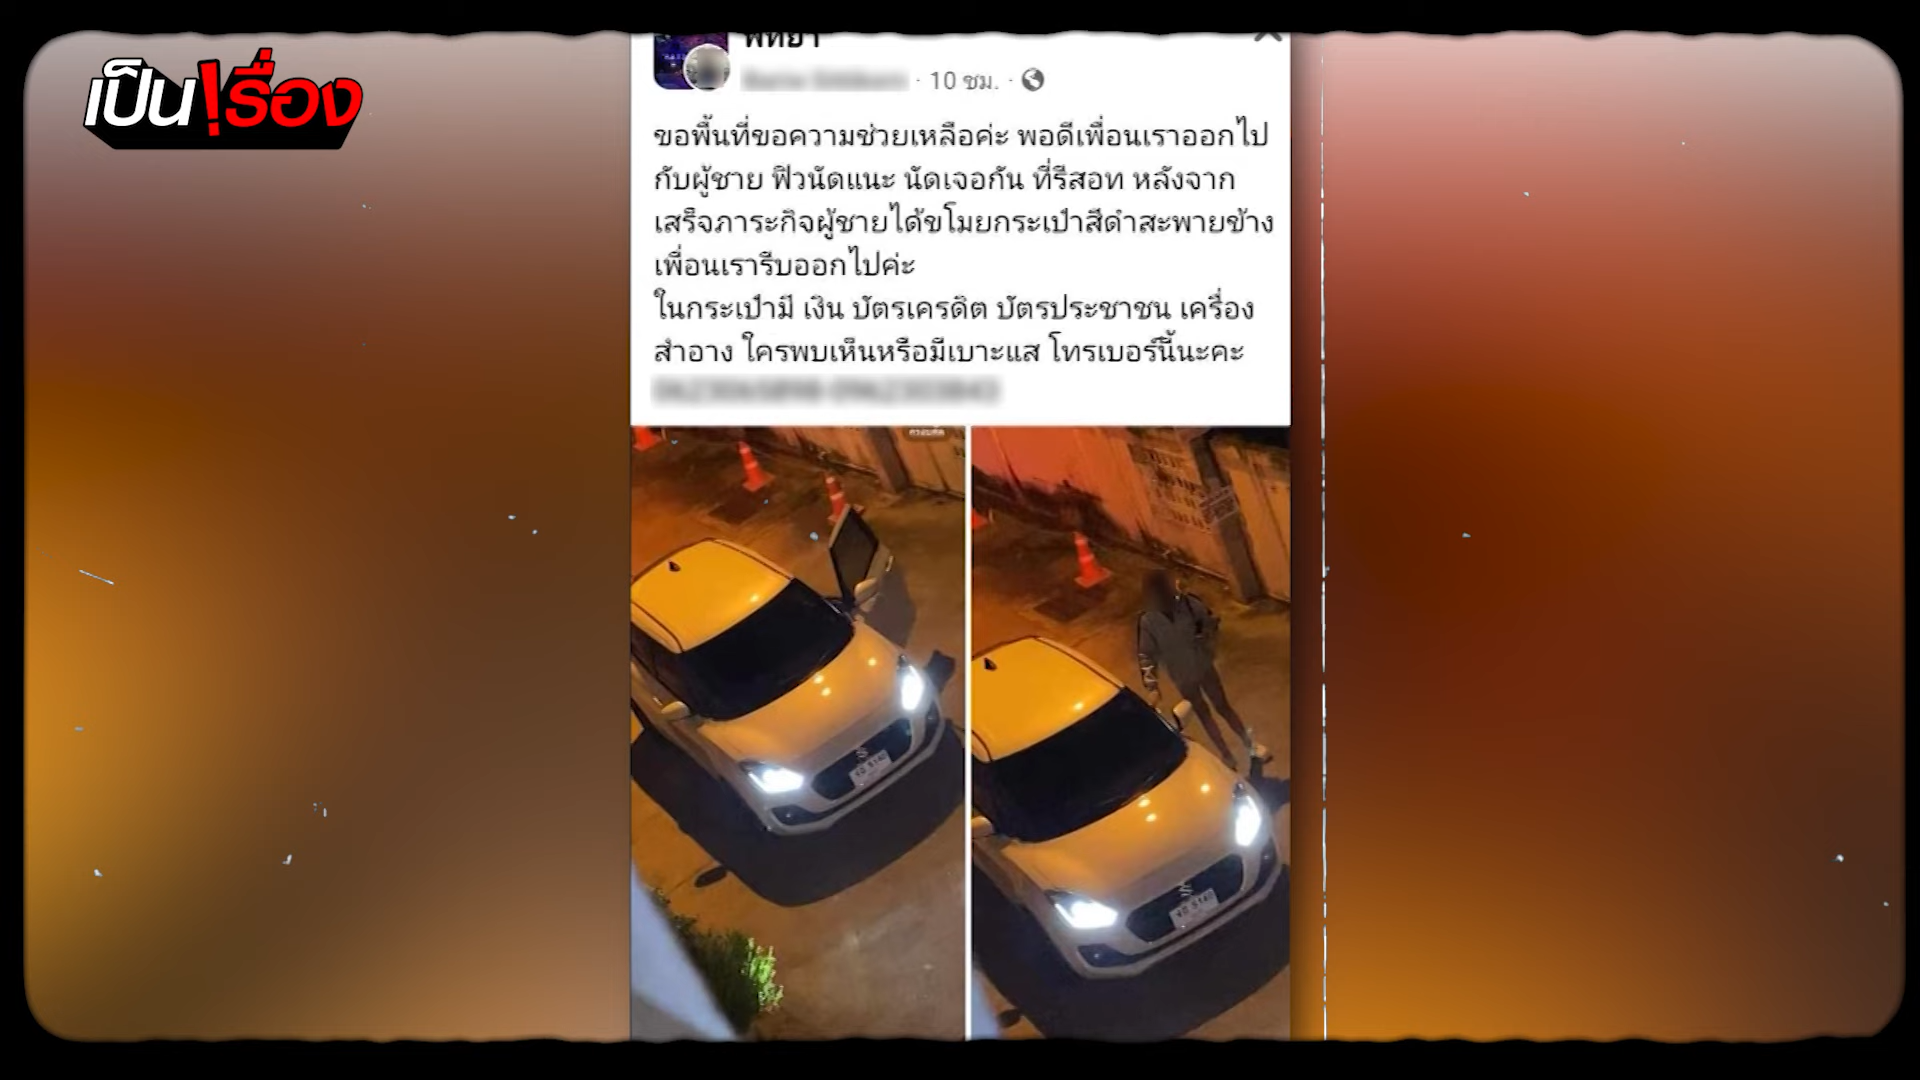 เป็น!รื่อง
พัทยา
· 10 ชม. ·
ขอพื้นที่ขอความช่วยเหลือค่ะ พอดีเพื่อนเราออกไป
กับผู้ชาย ฟิวนัดแนะ นัดเจอกัน ที่รีสอท หลังจาก
เสร็จภาระกิจผู้ชายได้ขโมยกระเป๋าสีดำสะพายข้าง
เพื่อนเรารีบออกไปค่ะ
ในกระเป๋ามี เงิน บัตรเครดิต บัตรประชาชน เครื่อง
สำอาง ใครพบเห็นหรือมีเบาะแส โทรเบอร์นี้นะคะ